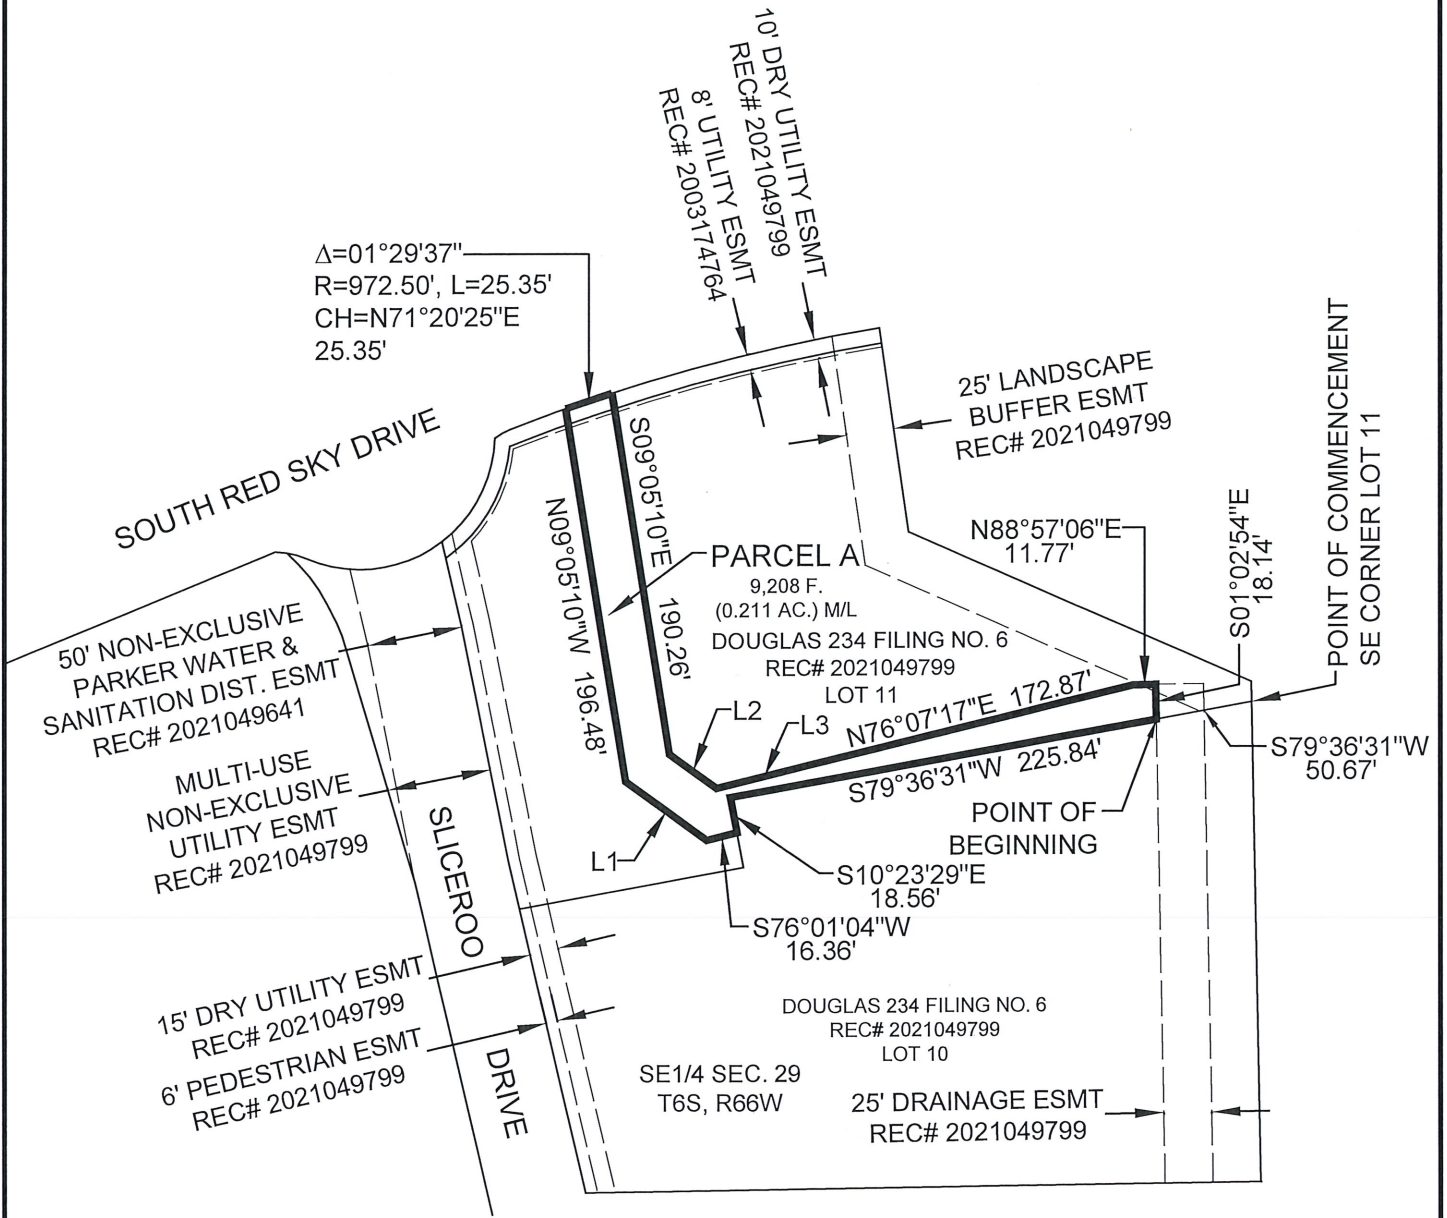 10' DRY UTILITY ESMT
REC# 2021049799
8' UTILITY ESMT
REC# 2003174764
Δ=01°29'37"
R=972.50', L=25.35'
CH=N71°20'25"E
25.35'
SOUTH RED SKY DRIVE
25' LANDSCAPE
BUFFER ESMT
REC# 2021049799
POINT OF COMMENCEMENT
SE CORNER LOT 11
S09°05'10"E 190.26'
N09°05'10"W 196.48'
PARCEL A
9,208 F.
(0.211 AC.) M/L
DOUGLAS 234 FILING NO. 6
REC# 2021049799
LOT 11
N88°57'06"E
11.77'
S01°02'54"E
18.14'
50' NON-EXCLUSIVE
PARKER WATER &
SANITATION DIST. ESMT
REC# 2021049641
L2
L3
N76°07'17"E 172.87'
S79°36'31"W 225.84'
S79°36'31"W
50.67'
MULTI-USE
NON-EXCLUSIVE
UTILITY ESMT
REC# 2021049799
POINT OF
BEGINNING
L1
S10°23'29"E
18.56'
S76°01'04"W
16.36'
SLICEROO DRIVE
15' DRY UTILITY ESMT
REC# 2021049799
6' PEDESTRIAN ESMT
REC# 2021049799
DOUGLAS 234 FILING NO. 6
REC# 2021049799
LOT 10
SE1/4 SEC. 29
T6S, R66W
25' DRAINAGE ESMT
REC# 2021049799